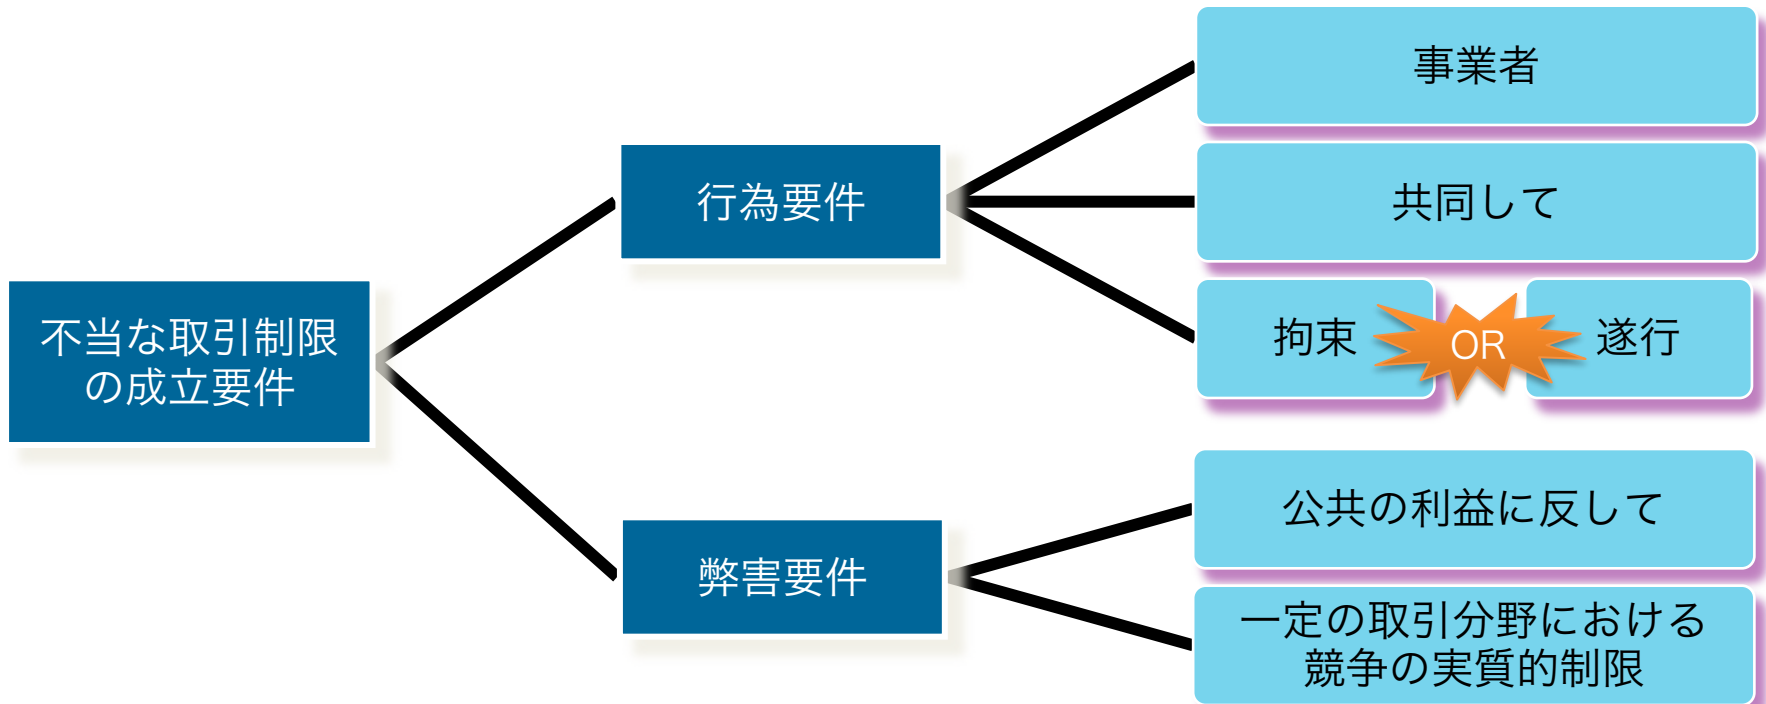 不当な取引制限
の成立要件
行為要件
事業者
共同して
拘束
OR
遂行
弊害要件
公共の利益に反して
一定の取引分野における
競争の実質的制限